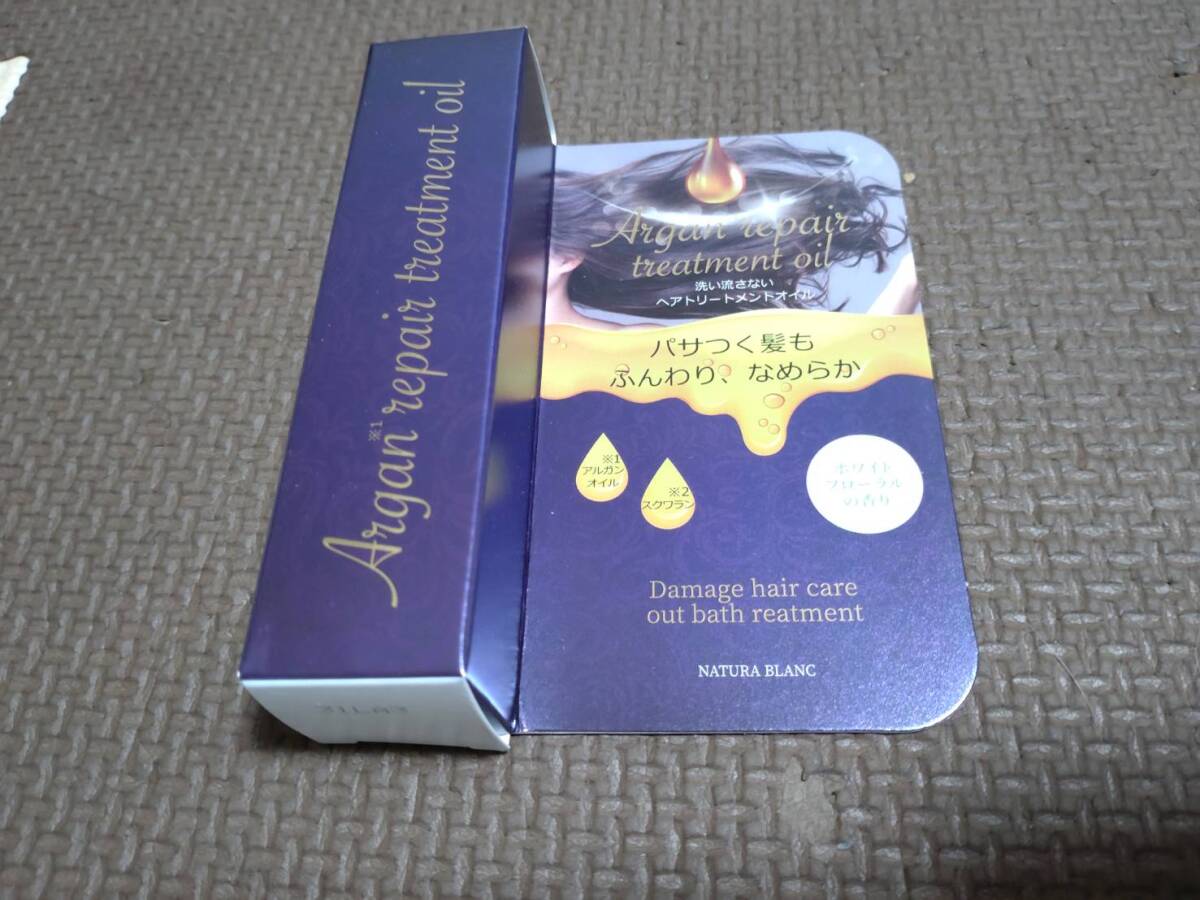 Argan※1 repair treatment oil
Argan repair
treatment oil
洗い流さない
ヘアトリートメントオイル
パサつく髪も
ふんわり、なめらか
※1
アルガン
オイル
※2
スクワラン
ホワイト
フローラル
の香り
Damage hair care
out bath reatment
NATURA BLANC